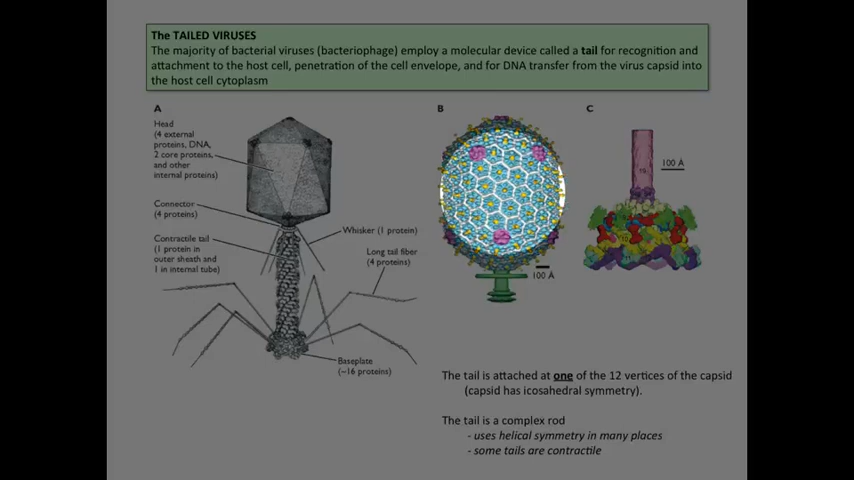 The TAILED VIRUSES
The majority of bacterial viruses (bacteriophage) employ a molecular device called a tail for recognition and
attachment to the host cell, penetration of the cell envelope, and for DNA transfer from the virus capsid into
the host cell cytoplasm
A
Head
(4 external
proteins, DNA,
2 core proteins,
and other
internal proteins)
Connector
(4 proteins)
Contractile tail
(1 protein in
outer sheath and
1 in internal tube)
Whisker (1 protein)
Long tail fiber
(4 proteins)
Baseplate
(~16 proteins)
B
100 Å
C
100 Å
The tail is attached at one of the 12 vertices of the capsid
(capsid has icosahedral symmetry).
The tail is a complex rod
- uses helical symmetry in many places
- some tails are contractile